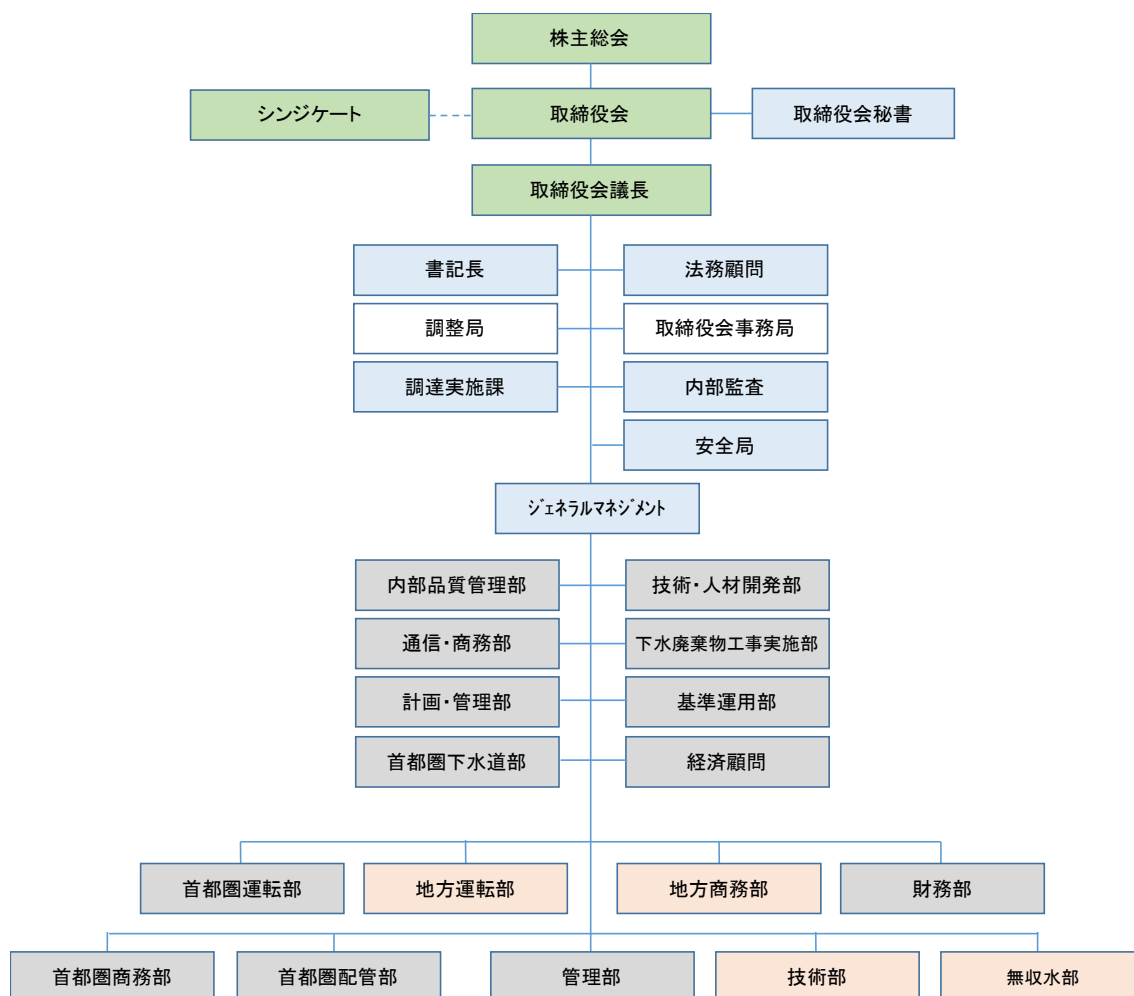 株主総会
シンジケート
取締役会
取締役会秘書
取締役会議長
書記長
法務顧問
調整局
取締役会事務局
調達実施課
内部監査
安全局
ｼﾞｪﾈﾗﾙﾏﾈｼﾞﾒﾝﾄ
内部品質管理部
技術・人材開発部
通信・商務部
下水廃棄物工事実施部
計画・管理部
基準運用部
首都圏下水道部
経済顧問
首都圏運転部
地方運転部
地方商務部
財務部
首都圏商務部
首都圏配管部
管理部
技術部
無収水部